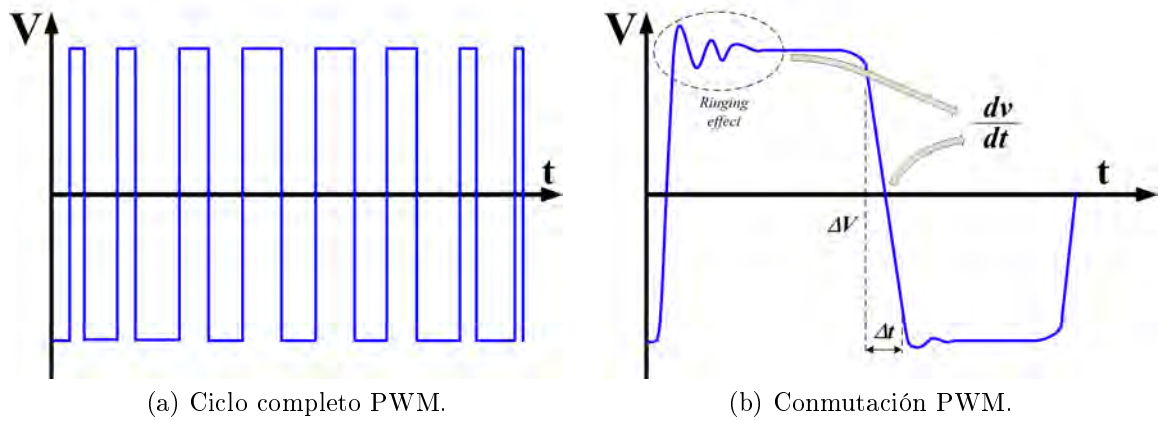 V
t
(a) Ciclo completo PWM.
V
Ringing
effect
dv
dt
t
ΔV
Δt
(b) Conmutación PWM.